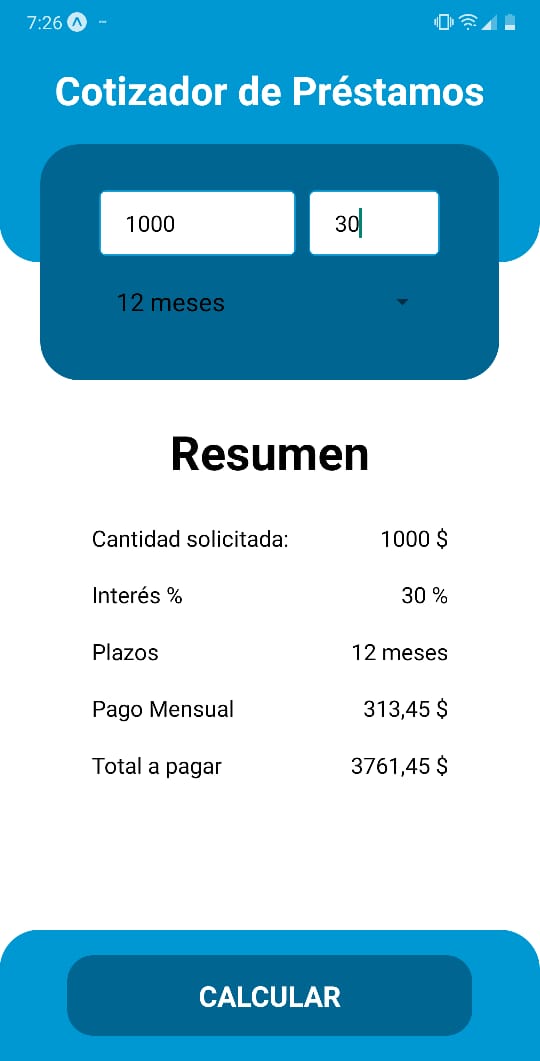 7:26
Cotizador de Préstamos
1000 30
12 meses
Resumen
Cantidad solicitada: 1000 $
Interés % 30 %
Plazos 12 meses
Pago Mensual 313,45 $
Total a pagar 3761,45 $
CALCULAR